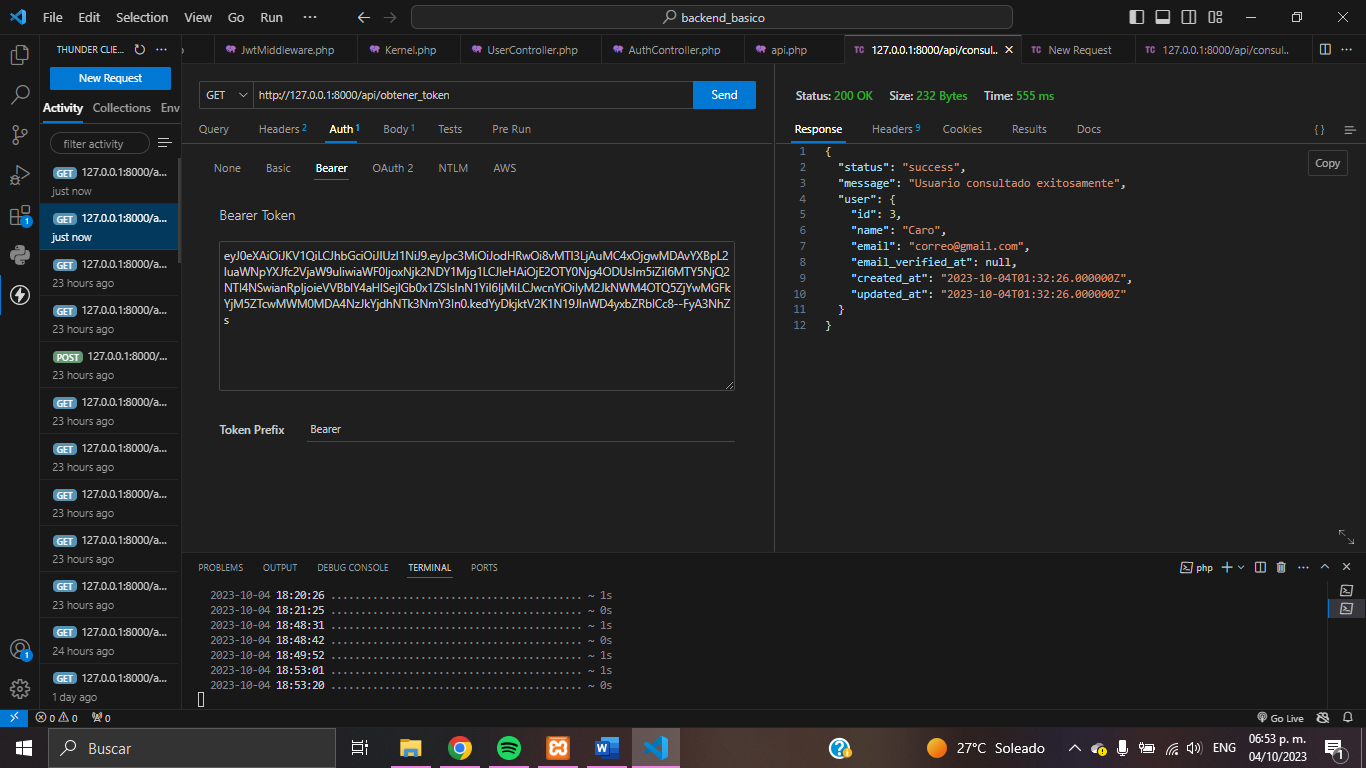 File Edit Selection View Go Run ··· backend_basico
THUNDER CLIE...
New Request
Activity Collections Env
filter activity
GET 127.0.0.1:8000/a...
just now
GET 127.0.0.1:8000/a...
just now
GET 127.0.0.1:8000/a...
23 hours ago
GET 127.0.0.1:8000/a...
23 hours ago
POST 127.0.0.1:8000/...
23 hours ago
GET 127.0.0.1:8000/a...
23 hours ago
GET 127.0.0.1:8000/a...
23 hours ago
GET 127.0.0.1:8000/a...
23 hours ago
GET 127.0.0.1:8000/a...
23 hours ago
GET 127.0.0.1:8000/a...
23 hours ago
GET 127.0.0.1:8000/a...
24 hours ago
GET 127.0.0.1:8000/a...
1 day ago
JwtMiddleware.php Kernel.php UserController.php AuthController.php api.php TC 127.0.0.1:8000/api/consul.. TC New Request TC 127.0.0.1:8000/api/consul..
GET http://127.0.0.1:8000/api/obtener_token Send
Query Headers 2 Auth 1 Body 1 Tests Pre Run
None Basic Bearer OAuth 2 NTLM AWS
Bearer Token
Token Prefix Bearer
Status: 200 OK Size: 232 Bytes Time: 555 ms
Response Headers 9 Cookies Results Docs { }
Copy
1 {
2 "status": "success",
3 "message": "Usuario consultado exitosamente",
4 "user": {
5 "id": 3,
6 "name": "Caro",
7 "email": "correo@gmail.com",
8 "email_verified_at": null,
9 "created_at": "2023-10-04T01:32:26.000000Z",
10 "updated_at": "2023-10-04T01:32:26.000000Z"
11 }
12 }
PROBLEMS OUTPUT DEBUG CONSOLE TERMINAL PORTS php
2023-10-04 18:20:26 .......................................... ~ 1s
2023-10-04 18:21:25 .......................................... ~ 0s
2023-10-04 18:48:31 .......................................... ~ 1s
2023-10-04 18:48:42 .......................................... ~ 0s
2023-10-04 18:49:52 .......................................... ~ 1s
2023-10-04 18:53:01 .......................................... ~ 1s
2023-10-04 18:53:20 .......................................... ~ 0s
0 0 0 Go Live
Buscar 27°C Soleado ENG 06:53 p. m.
04/10/2023